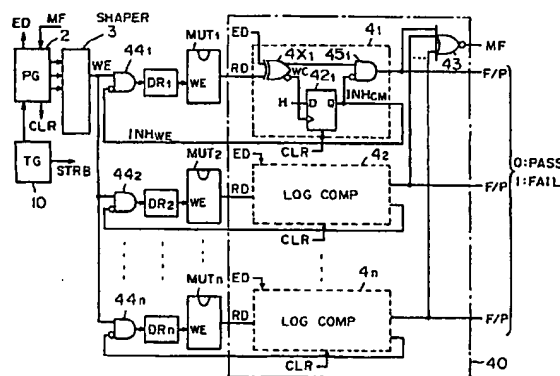 ED MF SHAPER
2 3
PG
CLR
TG
STRB
10
WE 44₁
DR₁
MUT₁
WE
RD ED 4X₁ 45₁ 4₁
WC 42₁
H D Q
INH_CM
CLR
INH_WE
43 MF
F/P
44₂
DR₂
MUT₂
WE
RD ED 4₂
LOG COMP
CLR
F/P
0:PASS
1:FAIL
44n
DRn
MUTn
WE
RD ED 4n
LOG COMP
CLR
F/P
40